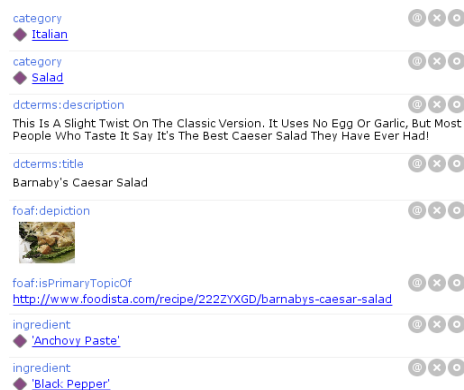 category
Italian
category
Salad
dcterms:description
This Is A Slight Twist On The Classic Version. It Uses No Egg Or Garlic, But Most
People Who Taste It Say It's The Best Caeser Salad They Have Ever Had!
dcterms:title
Barnaby's Caesar Salad
foaf:depiction
foaf:isPrimaryTopicOf
http://www.foodista.com/recipe/222ZYXGD/barnabys-caesar-salad
ingredient
'Anchovy Paste'
ingredient
'Black Pepper'